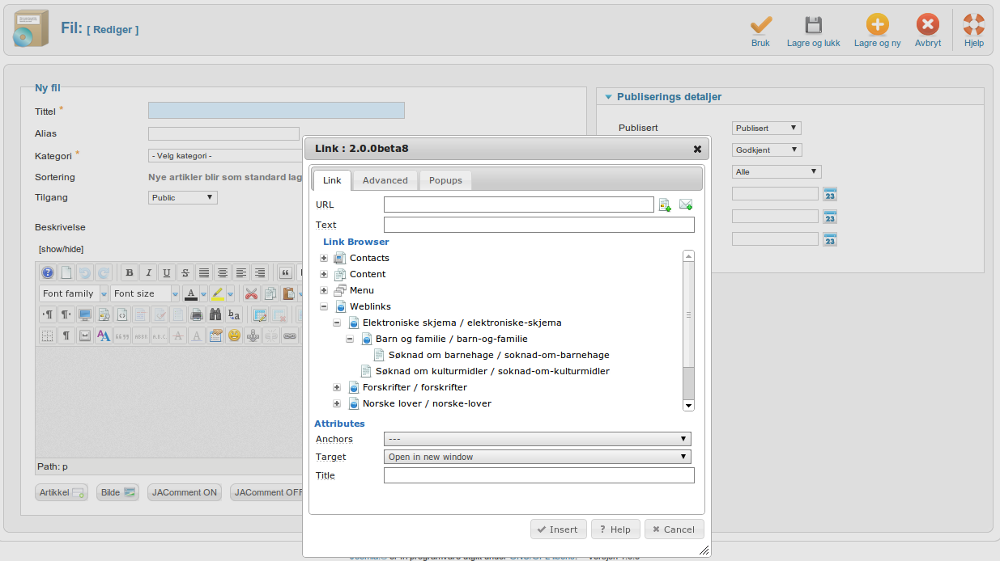 Fil: [ Rediger ]
Bruk
Lagre og lukk
Lagre og ny
Avbryt
Hjelp
Ny fil
Tittel *
Alias
Kategori *
- Velg kategori -
Sortering
Nye artikler blir som standard lag
Tilgang
Public
Beskrivelse
[show/hide]
B I U S
Font family
Font size
A
Path: p
Artikkel
Bilde
JAComment ON
JAComment OFF
Publiserings detaljer
Publisert
Publisert
Godkjent
Alle
23
23
23
Link : 2.0.0beta8
Link
Advanced
Popups
URL
Text
Link Browser
Contacts
Content
Menu
Weblinks
Elektroniske skjema / elektroniske-skjema
Barn og familie / barn-og-familie
Søknad om barnehage / soknad-om-barnehage
Søknad om kulturmidler / soknad-om-kulturmidler
Forskrifter / forskrifter
Norske lover / norske-lover
Attributes
Anchors
---
Target
Open in new window
Title
Insert
? Help
Cancel